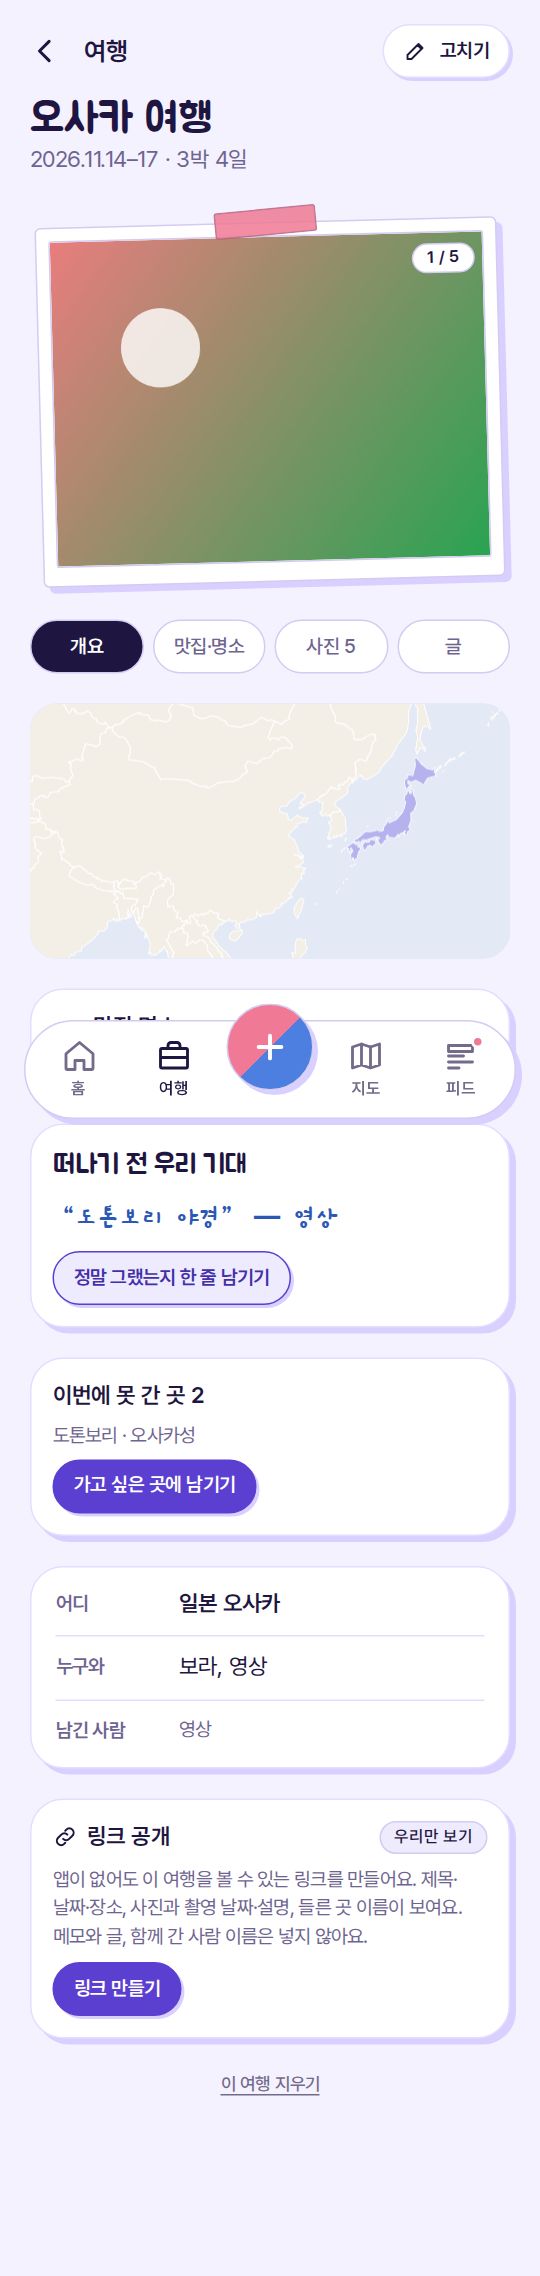 여행
고치기
오사카 여행
2026.11.14–17 · 3박 4일
1 / 5
개요
맛집·명소
사진 5
글
홈
여행
지도
피드
떠나기 전 우리 기대
“도톤보리 야경” — 영상
정말 그랬는지 한 줄 남기기
이번에 못 간 곳 2
도톤보리 · 오사카성
가고 싶은 곳에 남기기
어디 일본 오사카
누구와 보라, 영상
남긴 사람 영상
링크 공개
우리만 보기
앱이 없어도 이 여행을 볼 수 있는 링크를 만들어요. 제목·
날짜·장소, 사진과 촬영 날짜·설명, 들른 곳 이름이 보여요.
메모와 글, 함께 간 사람 이름은 넣지 않아요.
링크 만들기
이 여행 지우기